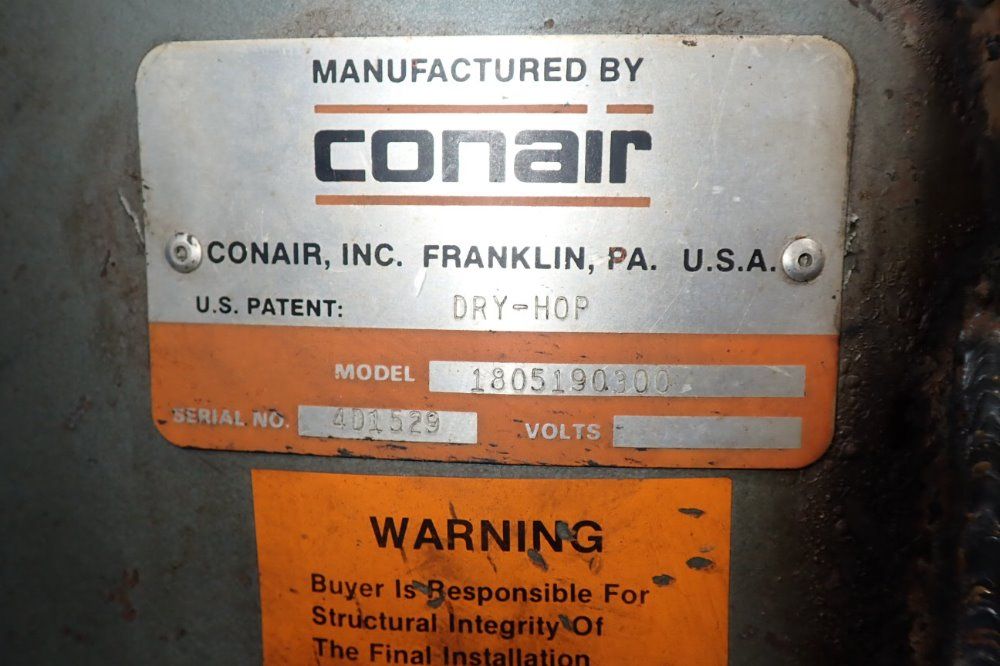 MANUFACTURED BY
conair
CONAIR, INC. FRANKLIN, PA. U.S.A.
U.S. PATENT: DRY-HOP
MODEL 1805190300
SERIAL NO. 4D1529
VOLTS
WARNING
Buyer Is Responsible For
Structural Integrity Of
The Final Installation